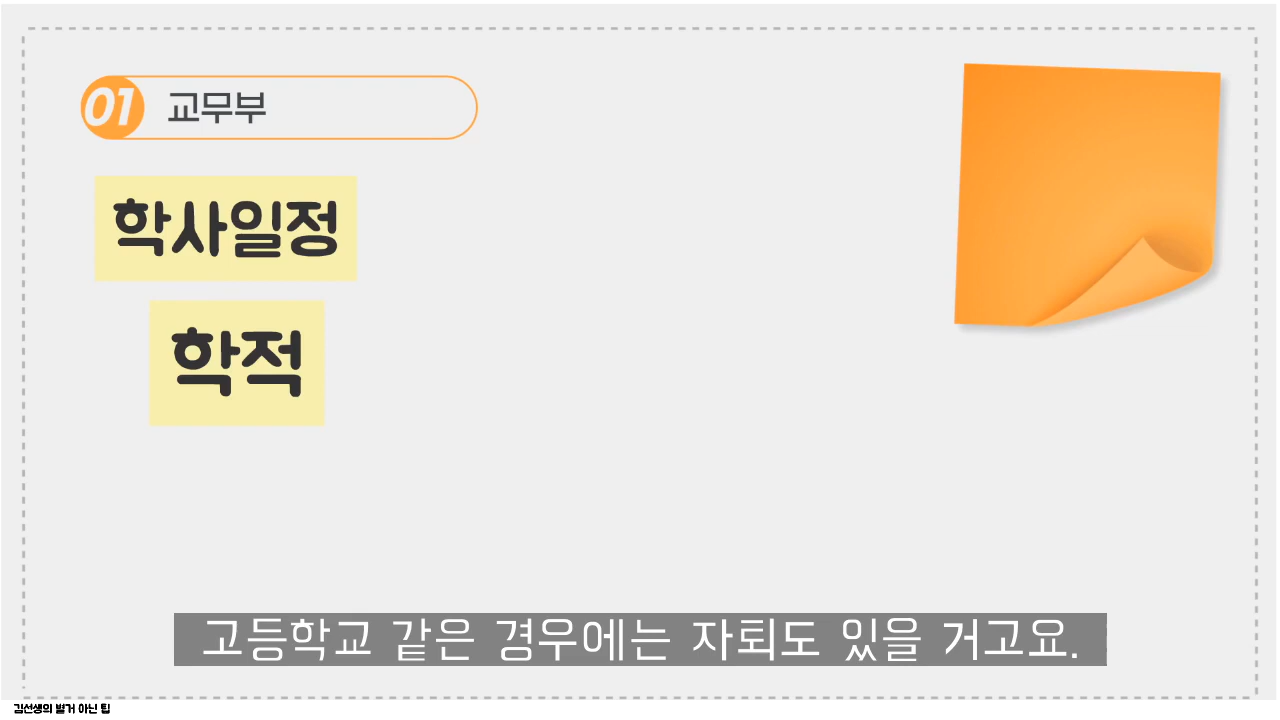 01 교무부
학사일정
학적
고등학교 같은 경우에는 자퇴도 있을 거고요.
김선생의 별거 아닌 팁